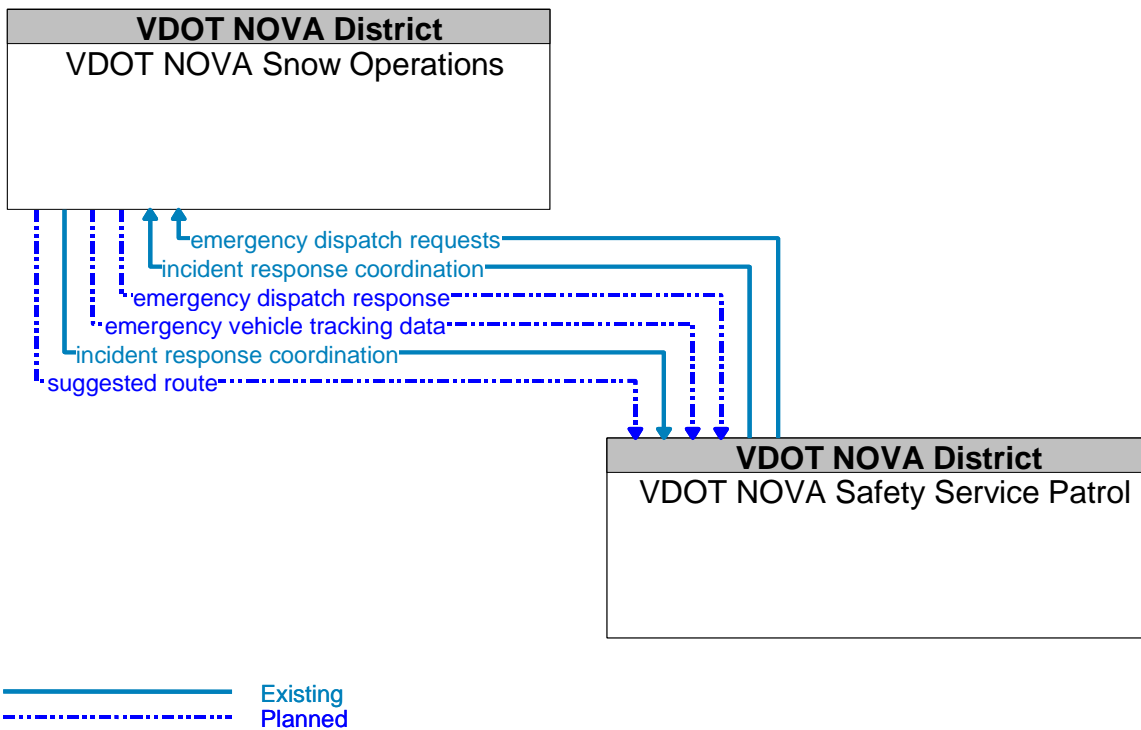 VDOT NOVA District
VDOT NOVA Snow Operations
emergency dispatch requests
incident response coordination
emergency dispatch response
emergency vehicle tracking data
incident response coordination
suggested route
VDOT NOVA District
VDOT NOVA Safety Service Patrol
Existing
Planned